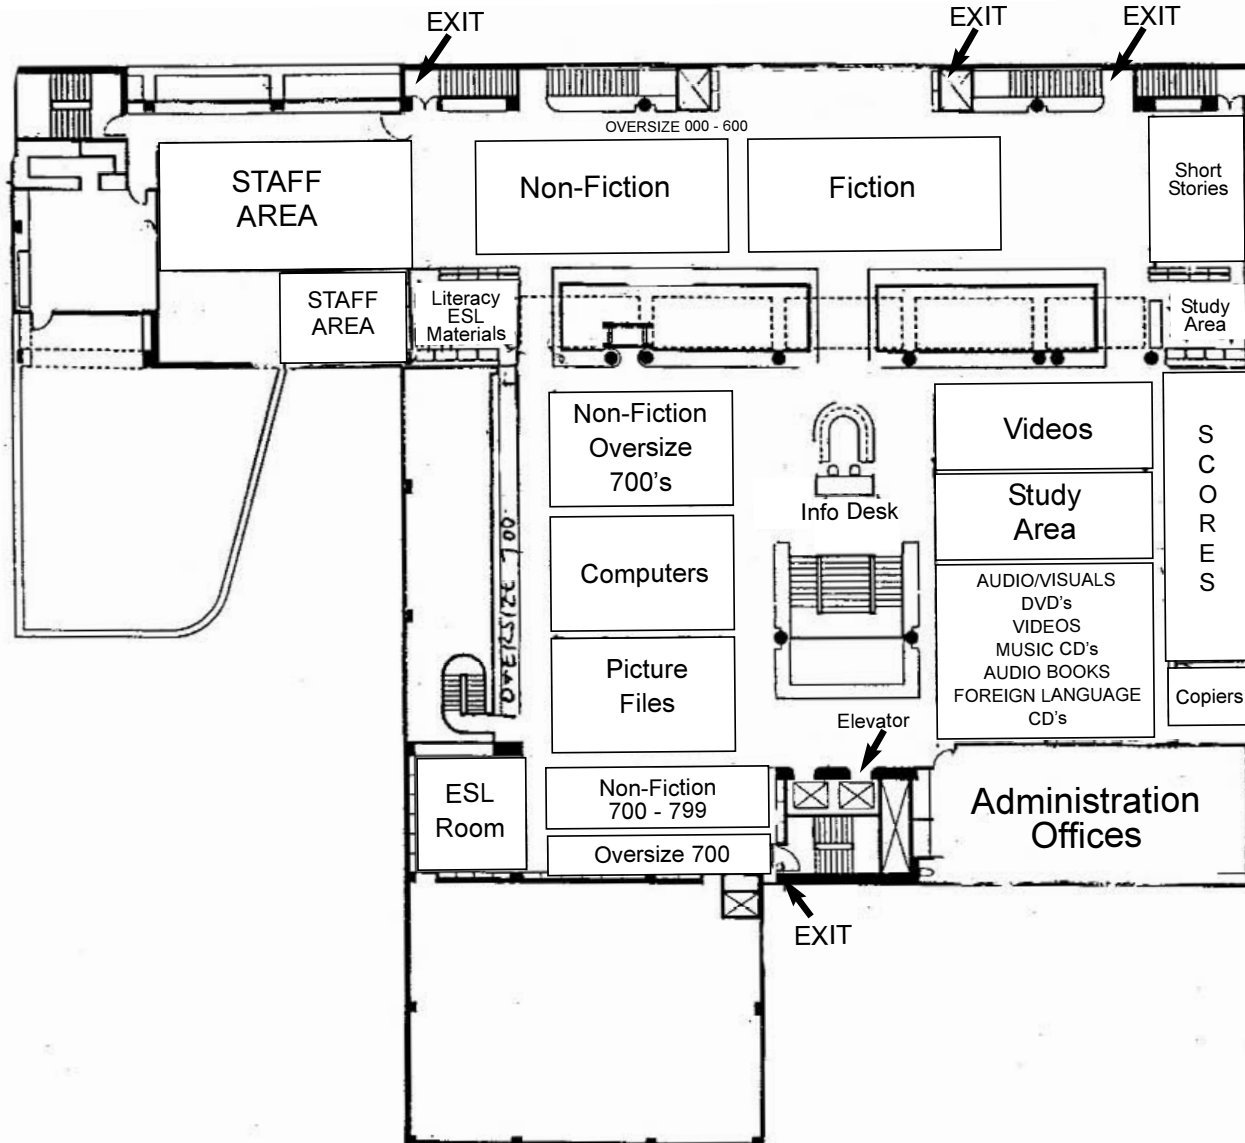 EXIT
EXIT
EXIT
OVERSIZE 000 - 600
STAFF
AREA
Non-Fiction
Fiction
Short
Stories
STAFF
AREA
Literacy
ESL
Materials
Study
Area
Non-Fiction
Oversize
700's
Info Desk
Videos
Study
Area
SCORES
OVERSIZE 700
Computers
AUDIO/VISUALS
DVD's
VIDEOS
MUSIC CD's
AUDIO BOOKS
FOREIGN LANGUAGE
CD's
Picture
Files
Copiers
Elevator
ESL
Room
Non-Fiction
700 - 799
Oversize 700
Administration
Offices
EXIT